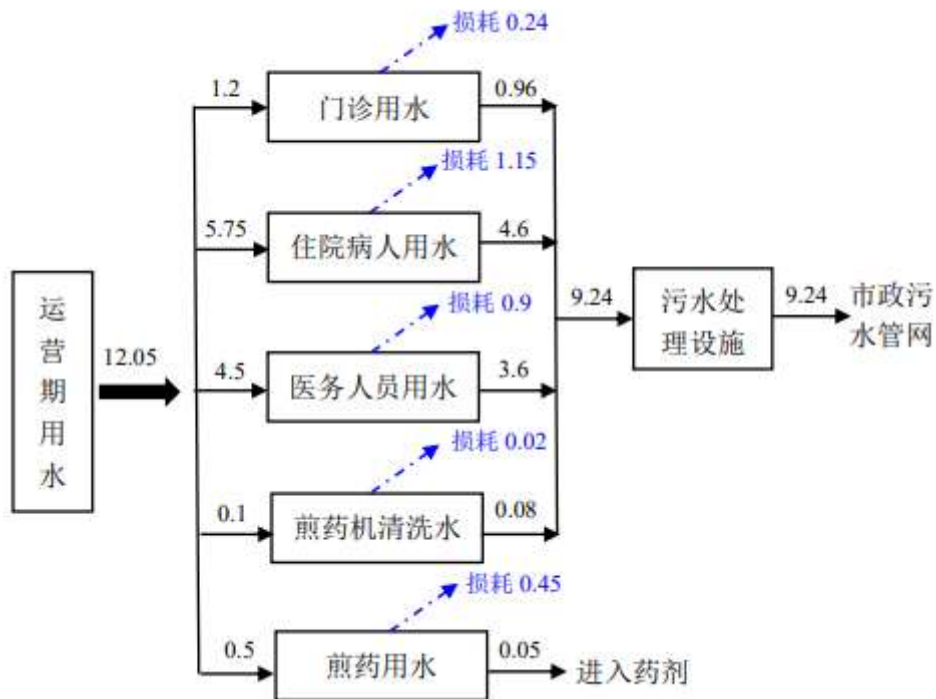 损耗 0.24
1.2
门诊用水
0.96
损耗 1.15
5.75
住院病人用水
4.6
运
营
期
用
水
12.05
损耗 0.9
4.5
医务人员用水
3.6
9.24
污水处
理设施
9.24
市政污
水管网
损耗 0.02
0.1
煎药机清洗水
0.08
损耗 0.45
0.5
煎药用水
0.05
进入药剂